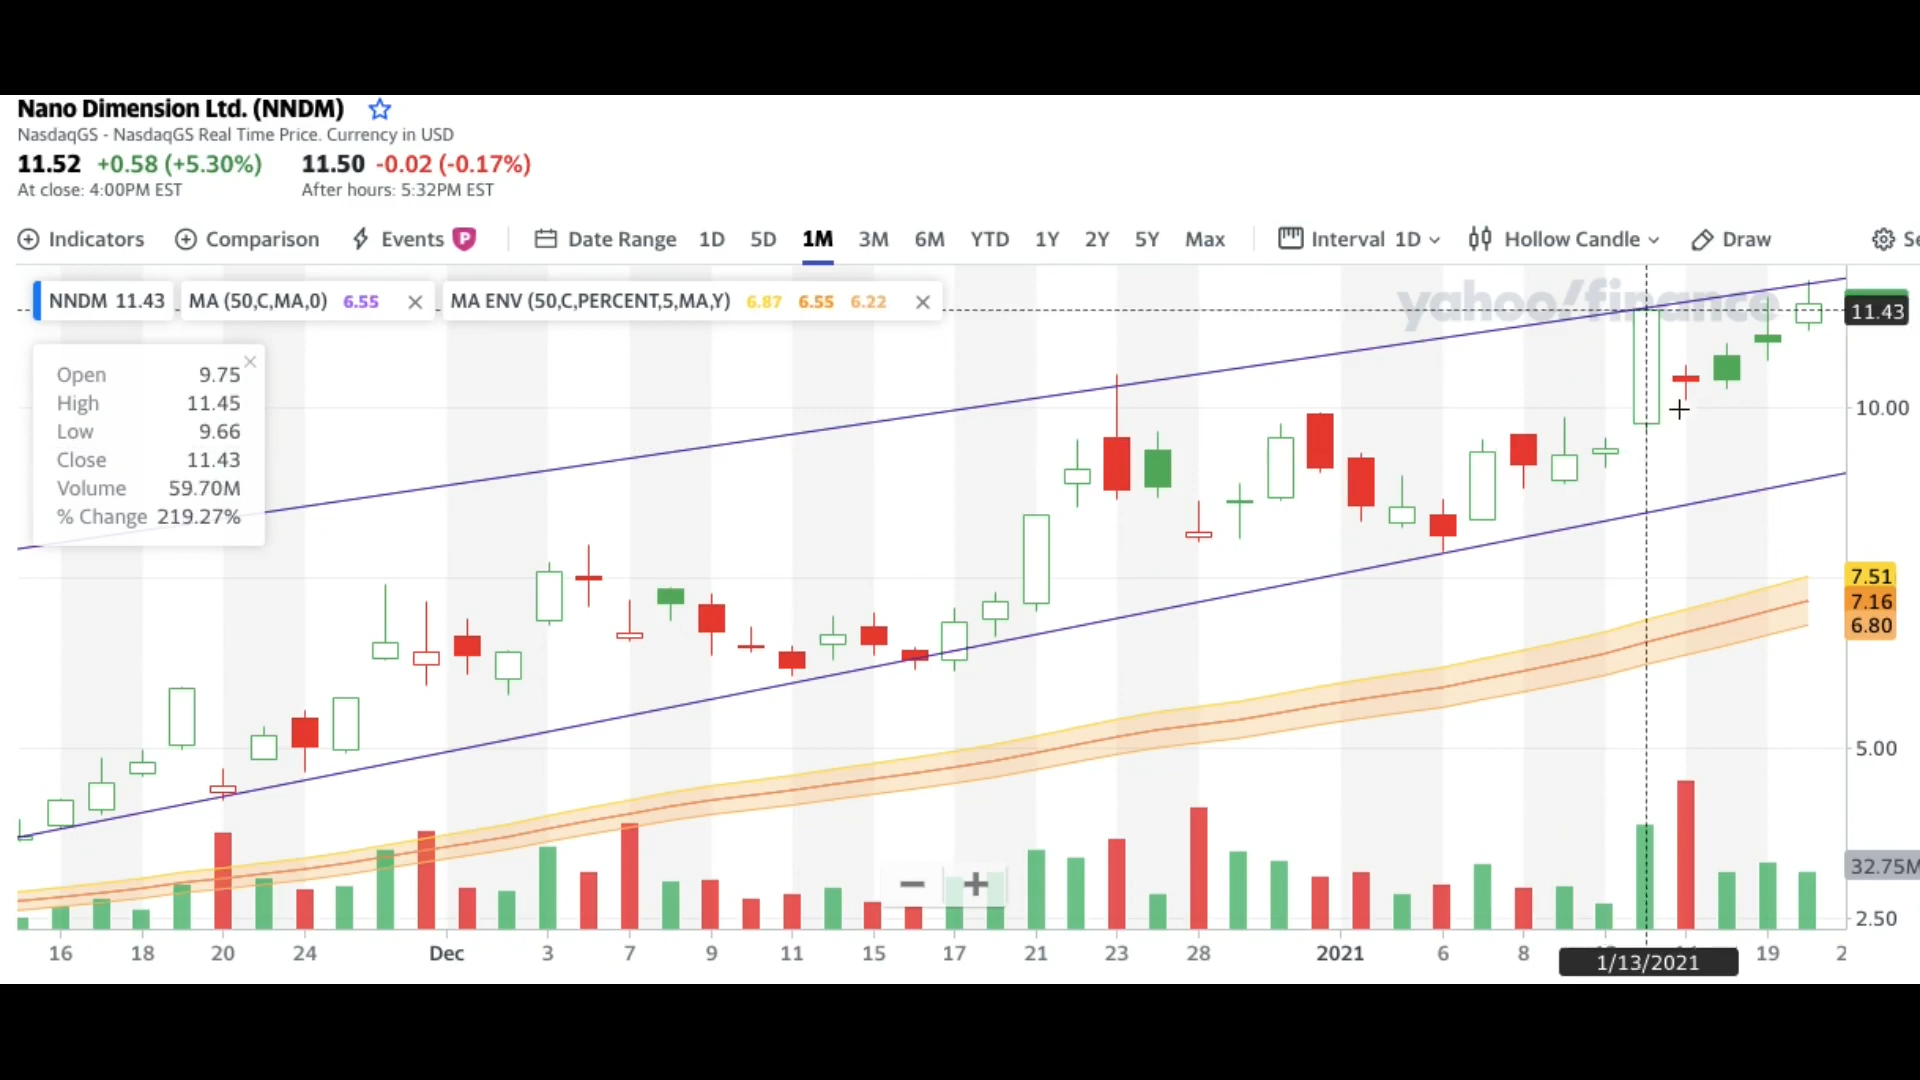 Nano Dimension Ltd. (NNDM)
NasdaqGS - NasdaqGS Real Time Price. Currency in USD
11.52 +0.58 (+5.30%) 11.50 -0.02 (-0.17%)
At close: 4:00PM EST After hours: 5:32PM EST
Indicators Comparison Events P Date Range 1D 5D 1M 3M 6M YTD 1Y 2Y 5Y Max Interval 1D Hollow Candle Draw Se
NNDM 11.43 MA (50,C,MA,0) 6.55 MA ENV (50,C,PERCENT,5,MA,Y) 6.87 6.55 6.22
yahoo!finance
11.43
Open 9.75
High 11.45
Low 9.66
Close 11.43
Volume 59.70M
% Change 219.27%
10.00
7.51
7.16
6.80
5.00
32.75M
2.50
16 18 20 24 Dec 3 7 9 11 15 17 21 23 28 2021 6 8 1/13/2021 19 2